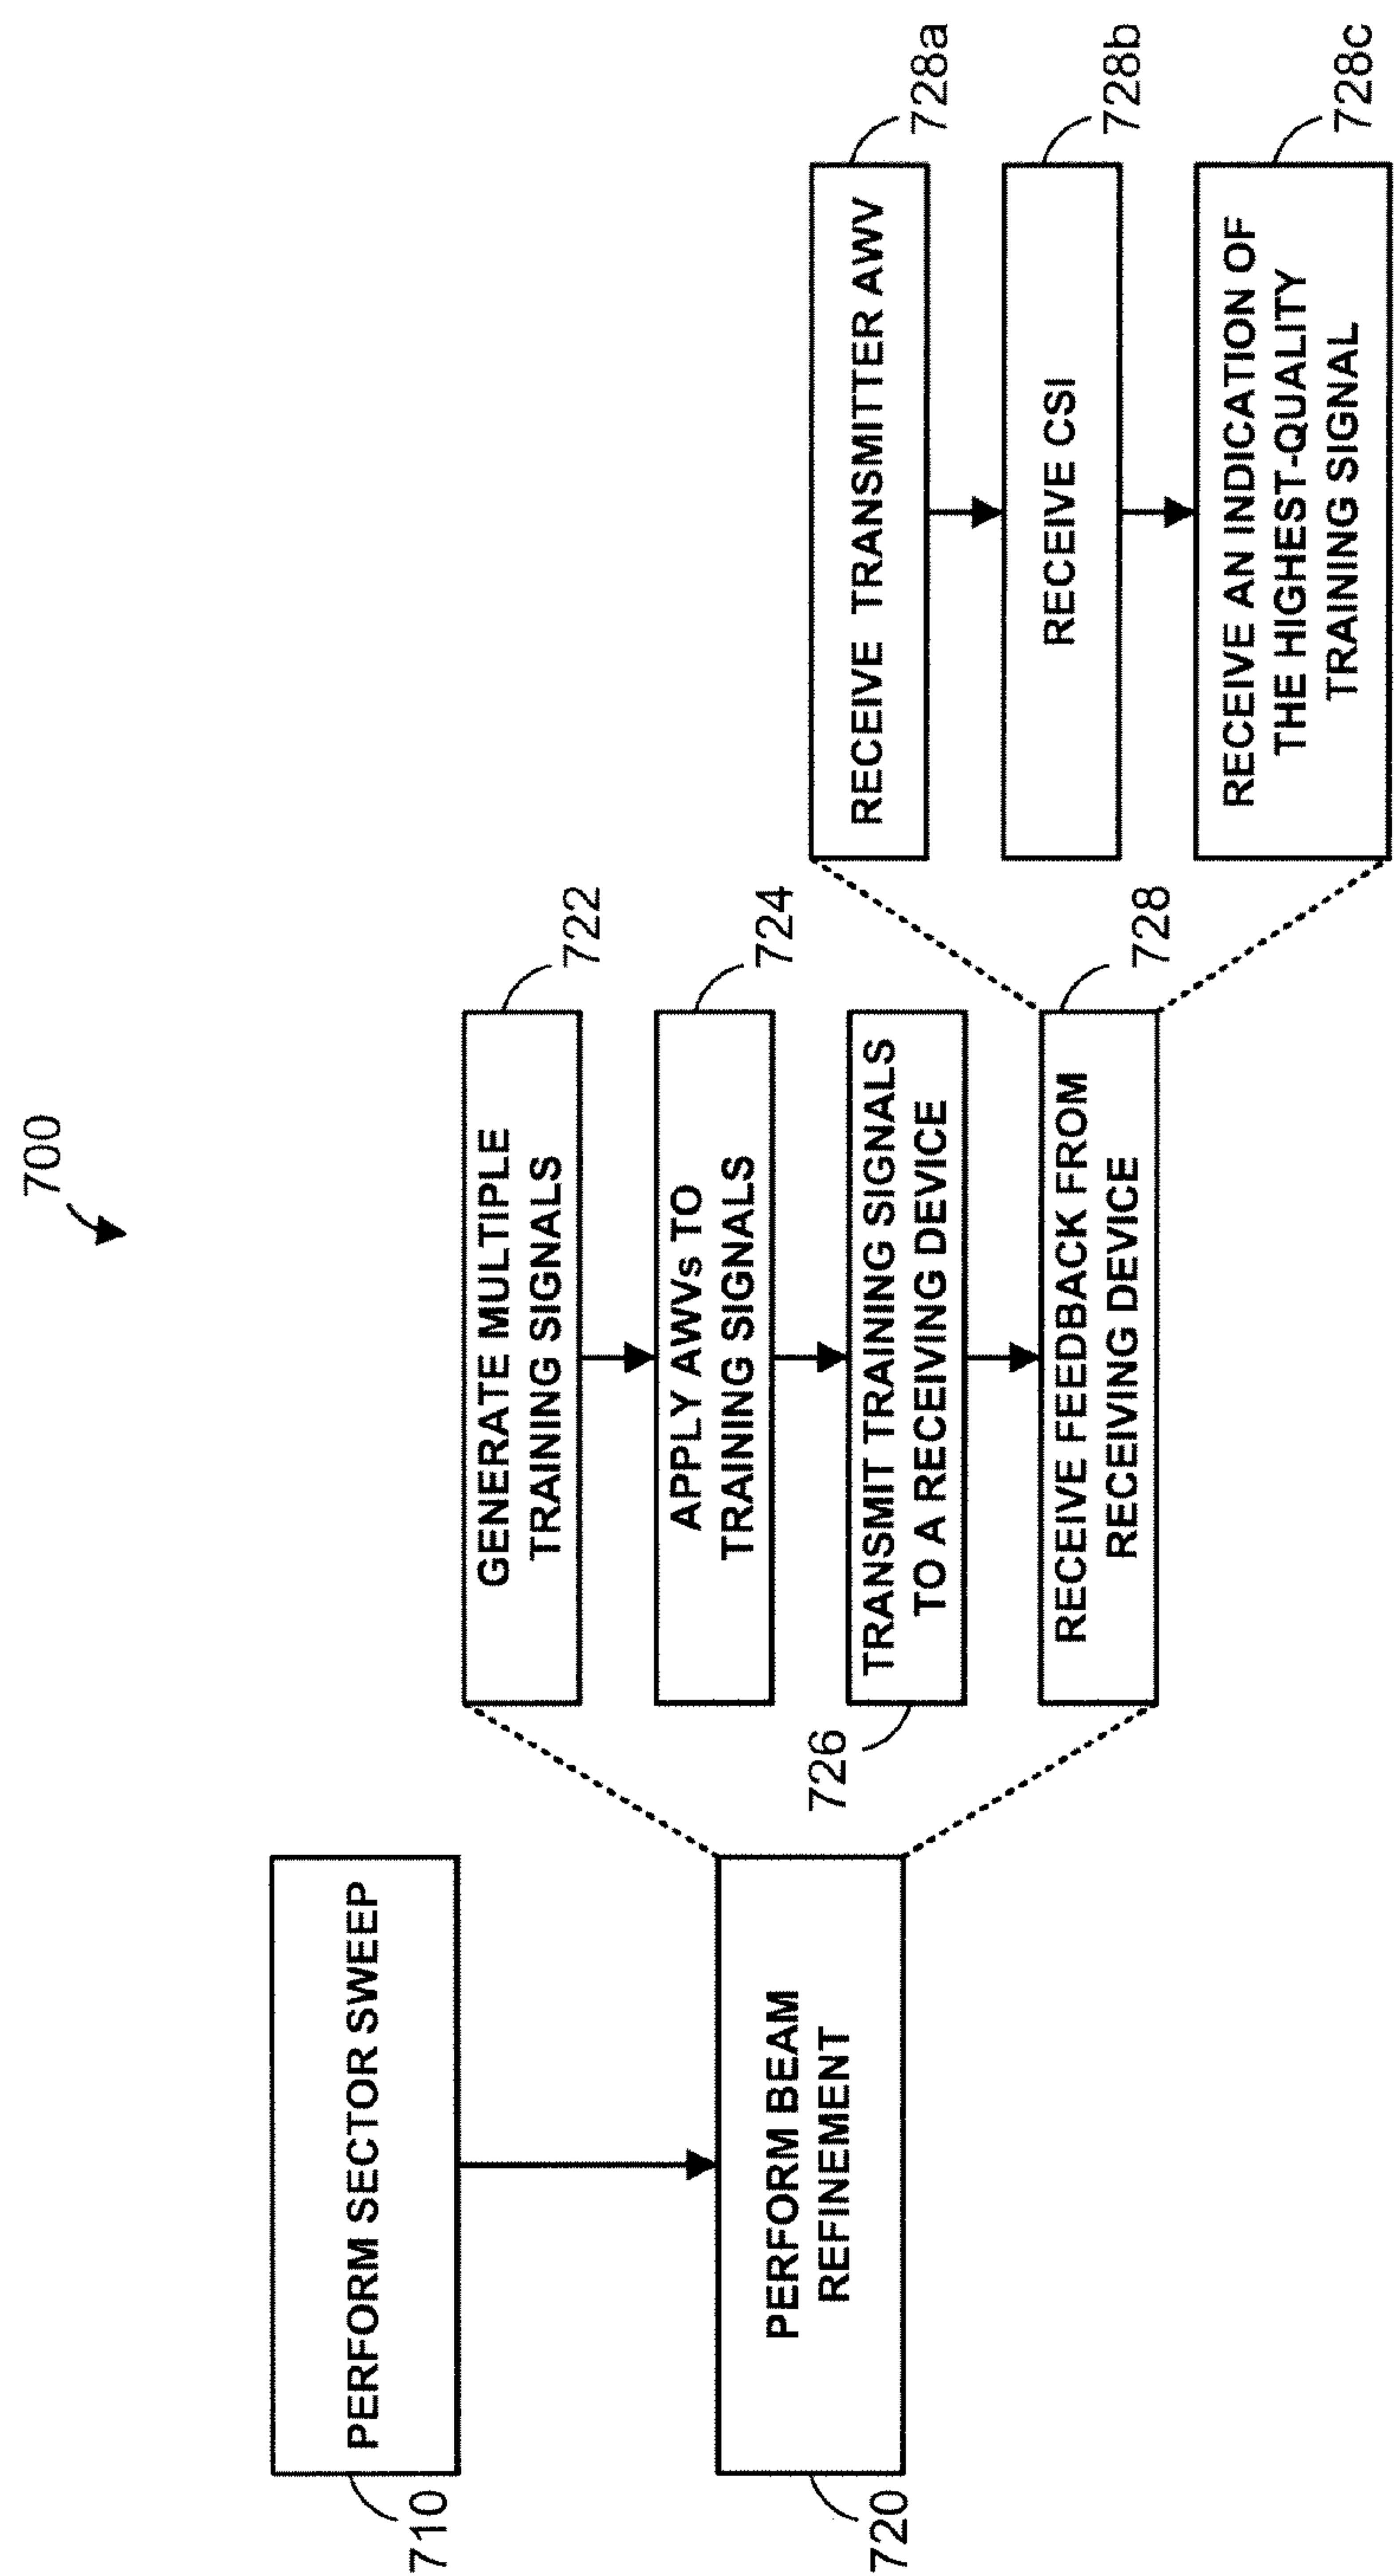 700
PERFORM SECTOR SWEEP
710
PERFORM BEAM
REFINEMENT
720
GENERATE MULTIPLE
TRAINING SIGNALS
722
APPLY AWVs TO
TRAINING SIGNALS
724
TRANSMIT TRAINING SIGNALS
TO A RECEIVING DEVICE
726
RECEIVE FEEDBACK FROM
RECEIVING DEVICE
728
RECEIVE TRANSMITTER AWV
728a
RECEIVE CSI
728b
RECEIVE AN INDICATION OF
THE HIGHEST-QUALITY
TRAINING SIGNAL
728c